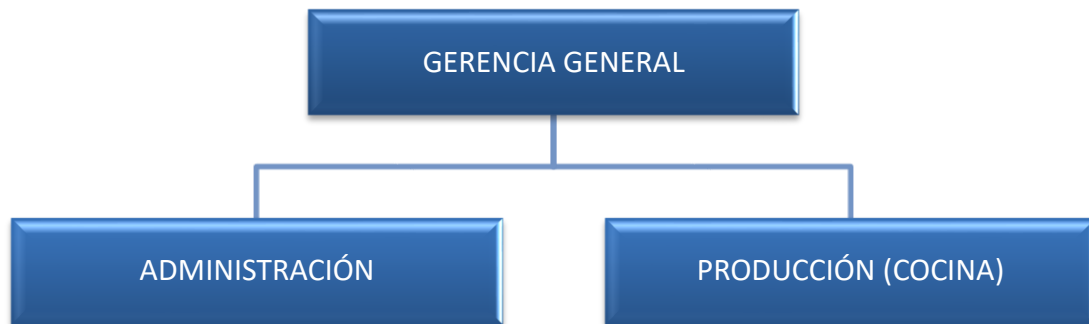 GERENCIA GENERAL
ADMINISTRACIÓN
PRODUCCIÓN (COCINA)